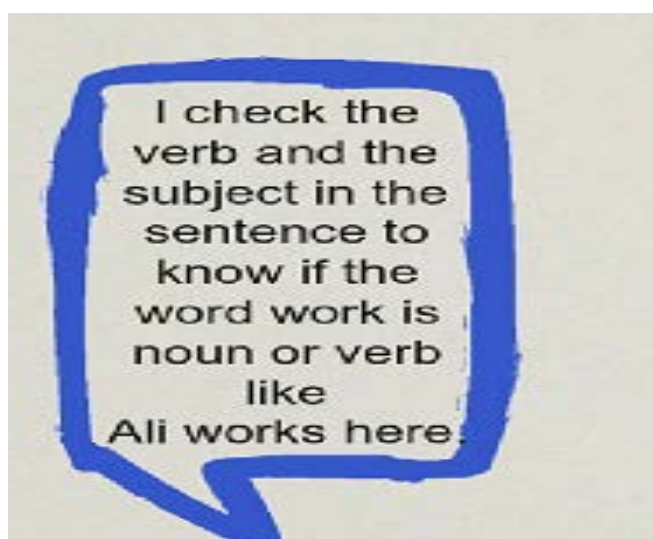 I check the
verb and the
subject in the
sentence to
know if the
word work is
noun or verb
like
Ali works here.